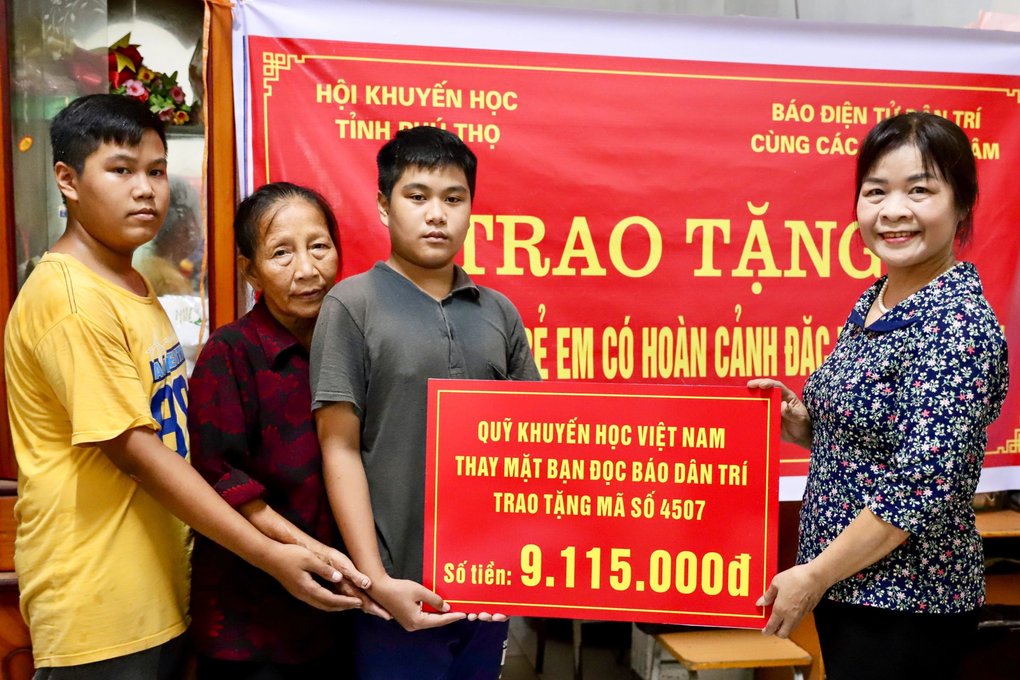 HỘI KHUYẾN HỌC
TỈNH PHÚ THỌ
BÁO ĐIỆN TỬ DÂN TRÍ
CÙNG CÁC
TRAO TẶNG
EM CÓ HOÀN CẢNH ĐẶC
QUỸ KHUYẾN HỌC VIỆT NAM
THAY MẶT BẠN ĐỌC BÁO DÂN TRÍ
TRAO TẶNG MÃ SỐ 4507
Số tiền: 9.115.000đ